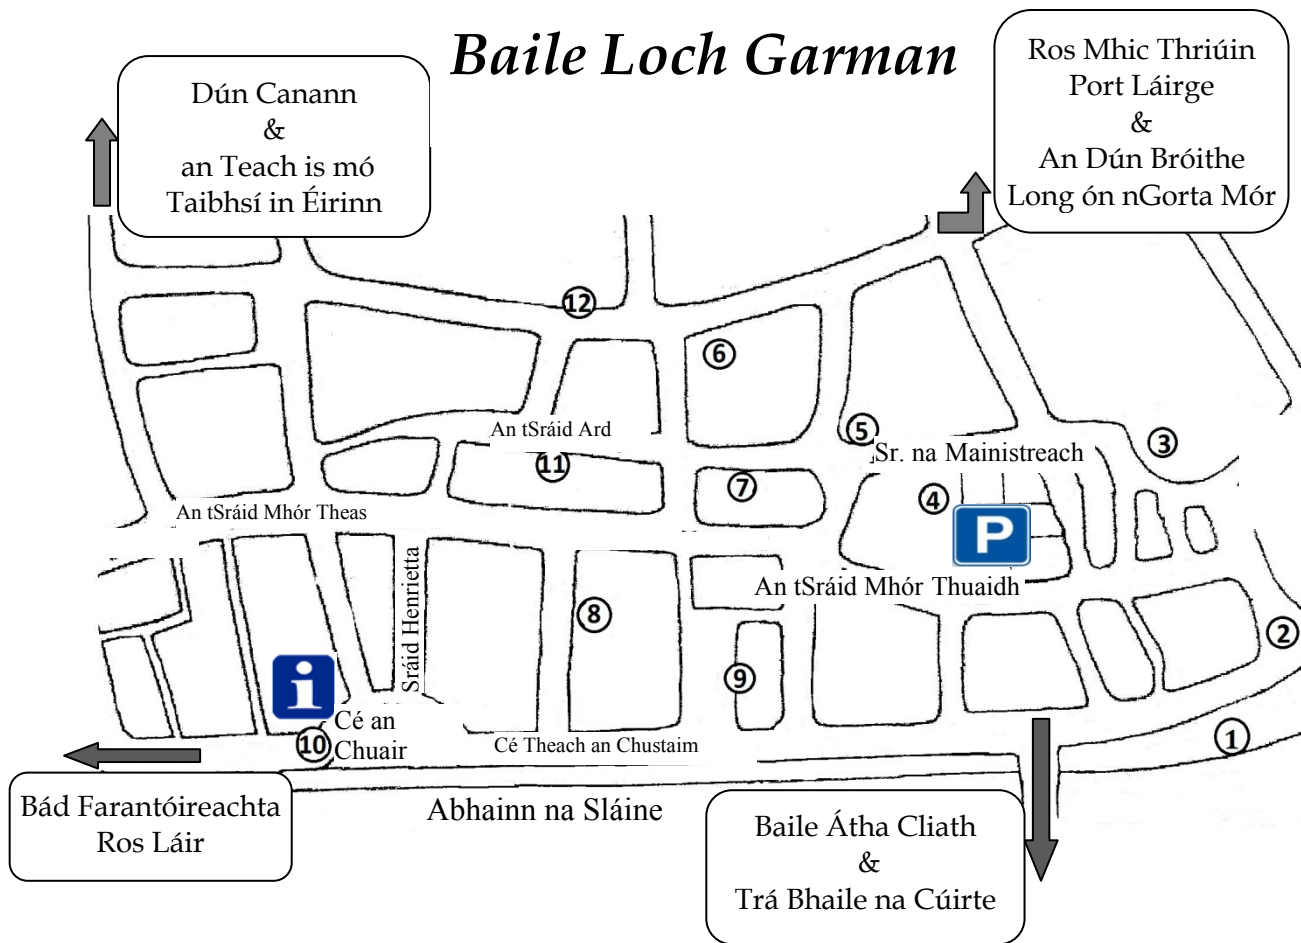 Baile Loch Garman
Dún Canann
&
an Teach is mó
Taibhsí in Éirinn
Ros Mhic Thriúin
Port Láirge
&
An Dún Bróithe
Long ón nGorta Mór
12
6
An tSráid Ard
5
3
Sr. na Mainistreach
11
7
4
An tSráid Mhór Theas
P
Sráid Henrietta
An tSráid Mhór Thuaidh
8
2
i
9
Cé an
Chuair
10
Cé Theach an Chustaim
1
Bád Farantóireachta
Ros Láir
Abhainn na Sláine
Baile Átha Cliath
&
Trá Bhaile na Cúirte